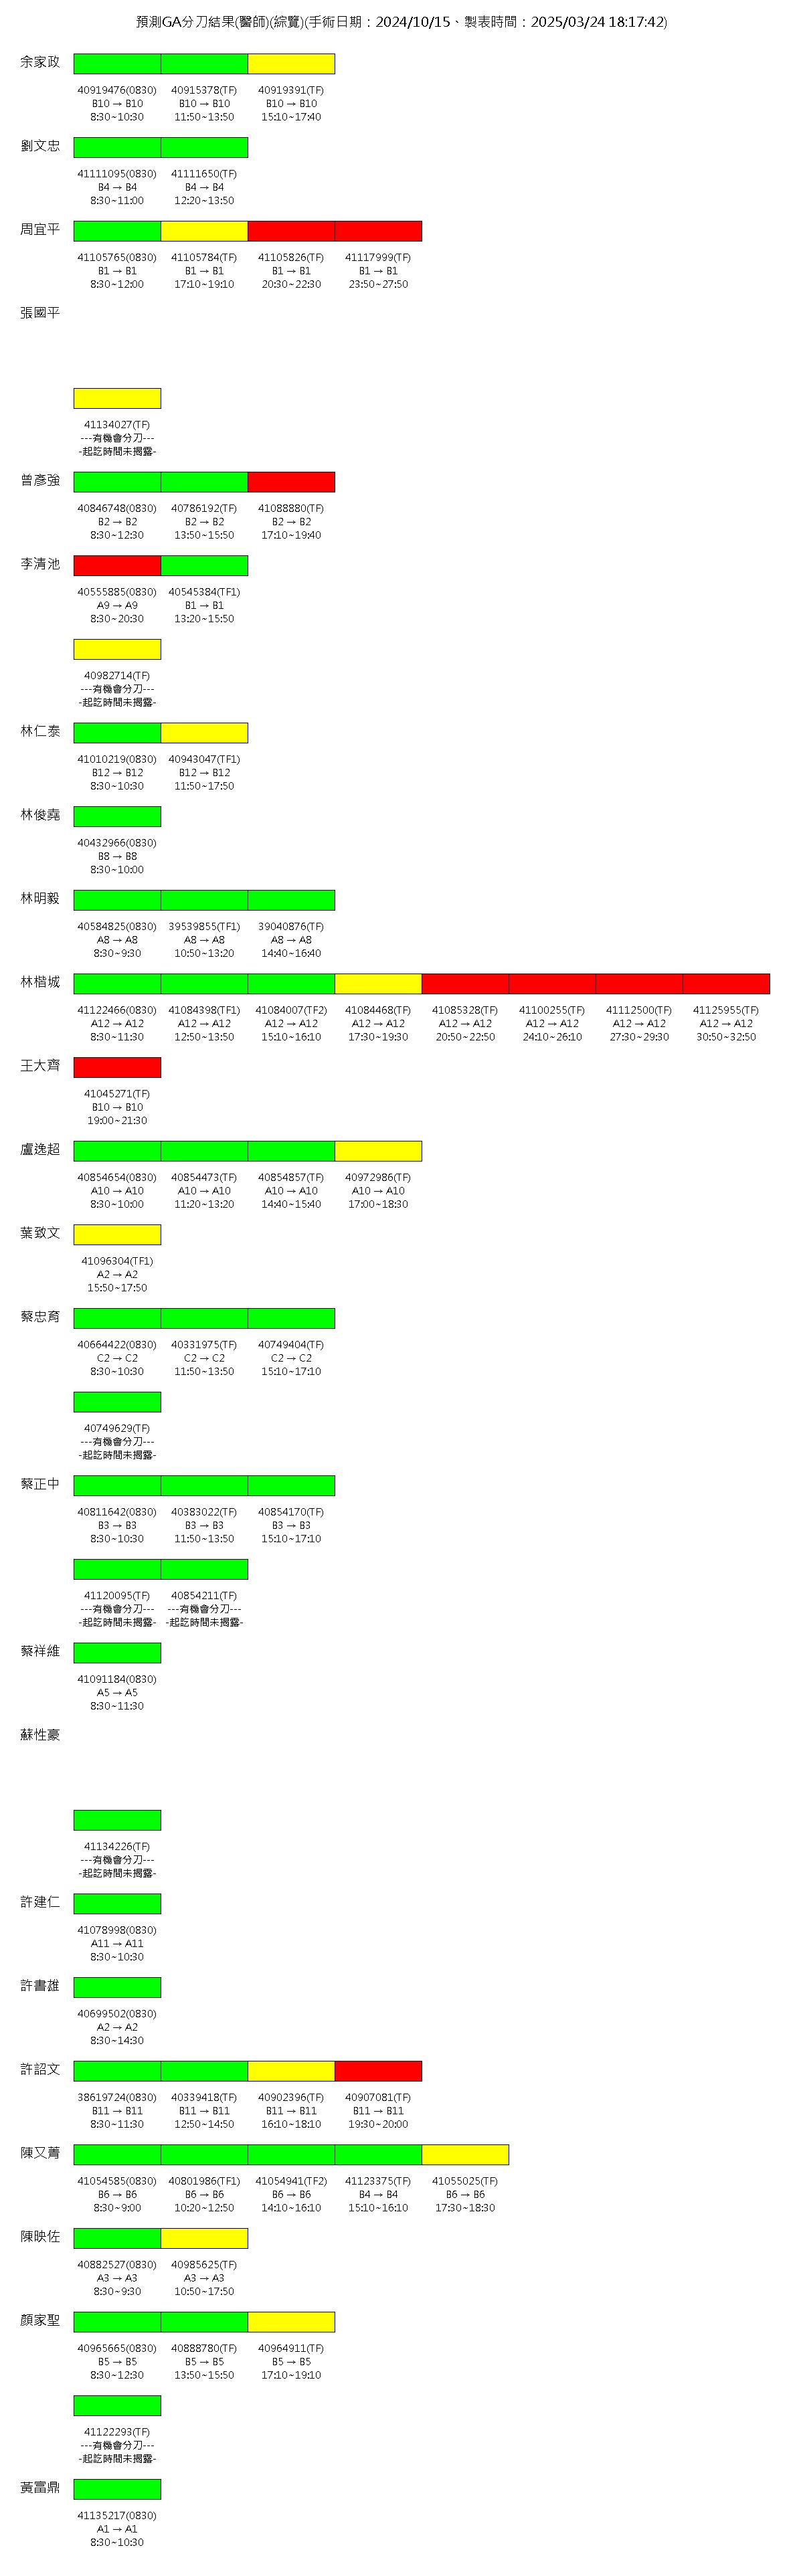 預測GA分刀結果(醫師)(綜覽)(手術日期：2024/10/15、製表時間：2025/03/24 18:17:42)
余家政
40919476(0830) 40915378(TF) 40919391(TF)
B10 → B10 B10 → B10 B10 → B10
8:30~10:30 11:50~13:50 15:10~17:40
劉文忠
41111095(0830) 41111650(TF)
B4 → B4 B4 → B4
8:30~11:00 12:20~13:50
周宜平
41105765(0830) 41105784(TF) 41105826(TF) 41117999(TF)
B1 → B1 B1 → B1 B1 → B1 B1 → B1
8:30~12:00 17:10~19:10 20:30~22:30 23:50~27:50
張國平
41134027(TF)
---有機會分刀---
-起訖時間未揭露-
曾彥強
40846748(0830) 40786192(TF) 41088880(TF)
B2 → B2 B2 → B2 B2 → B2
8:30~12:30 13:50~15:50 17:10~19:40
李清池
40555885(0830) 40545384(TF1)
A9 → A9 B1 → B1
8:30~20:30 13:20~15:50
40982714(TF)
---有機會分刀---
-起訖時間未揭露-
林仁泰
41010219(0830) 40943047(TF1)
B12 → B12 B12 → B12
8:30~10:30 11:50~17:50
林俊堯
40432966(0830)
B8 → B8
8:30~10:00
林明毅
40584825(0830) 39539855(TF1) 39040876(TF)
A8 → A8 A8 → A8 A8 → A8
8:30~9:30 10:50~13:20 14:40~16:40
林楷城
41122466(0830) 41084398(TF1) 41084007(TF2) 41084468(TF) 41085328(TF) 41100255(TF) 41112500(TF) 41125955(TF)
A12 → A12 A12 → A12 A12 → A12 A12 → A12 A12 → A12 A12 → A12 A12 → A12 A12 → A12
8:30~11:30 12:50~13:50 15:10~16:10 17:30~19:30 20:50~22:50 24:10~26:10 27:30~29:30 30:50~32:50
王大齊
41045271(TF)
B10 → B10
19:00~21:30
盧逸超
40854654(0830) 40854473(TF) 40854857(TF) 40972986(TF)
A10 → A10 A10 → A10 A10 → A10 A10 → A10
8:30~10:00 11:20~13:20 14:40~15:40 17:00~18:30
葉致文
41096304(TF1)
A2 → A2
15:50~17:50
蔡忠育
40664422(0830) 40331975(TF) 40749404(TF)
C2 → C2 C2 → C2 C2 → C2
8:30~10:30 11:50~13:50 15:10~17:10
40749629(TF)
---有機會分刀---
-起訖時間未揭露-
蔡正中
40811642(0830) 40383022(TF) 40854170(TF)
B3 → B3 B3 → B3 B3 → B3
8:30~10:30 11:50~13:50 15:10~17:10
41120095(TF) 40854211(TF)
---有機會分刀--- ---有機會分刀---
-起訖時間未揭露- -起訖時間未揭露-
蔡祥維
41091184(0830)
A5 → A5
8:30~11:30
蘇性豪
41134226(TF)
---有機會分刀---
-起訖時間未揭露-
許建仁
41078998(0830)
A11 → A11
8:30~10:30
許書雄
40699502(0830)
A2 → A2
8:30~14:30
許詔文
38619724(0830) 40339418(TF) 40902396(TF) 40907081(TF)
B11 → B11 B11 → B11 B11 → B11 B11 → B11
8:30~11:30 12:50~14:50 16:10~18:10 19:30~20:00
陳又菁
41054585(0830) 40801986(TF1) 41054941(TF2) 41123375(TF) 41055025(TF)
B6 → B6 B6 → B6 B6 → B6 B4 → B4 B6 → B6
8:30~9:00 10:20~12:50 14:10~16:10 15:10~16:10 17:30~18:30
陳映佐
40882527(0830) 40985625(TF)
A3 → A3 A3 → A3
8:30~9:30 10:50~17:50
顏家聖
40965665(0830) 40888780(TF) 40964911(TF)
B5 → B5 B5 → B5 B5 → B5
8:30~12:30 13:50~15:50 17:10~19:10
41122293(TF)
---有機會分刀---
-起訖時間未揭露-
黃富鼎
41135217(0830)
A1 → A1
8:30~10:30